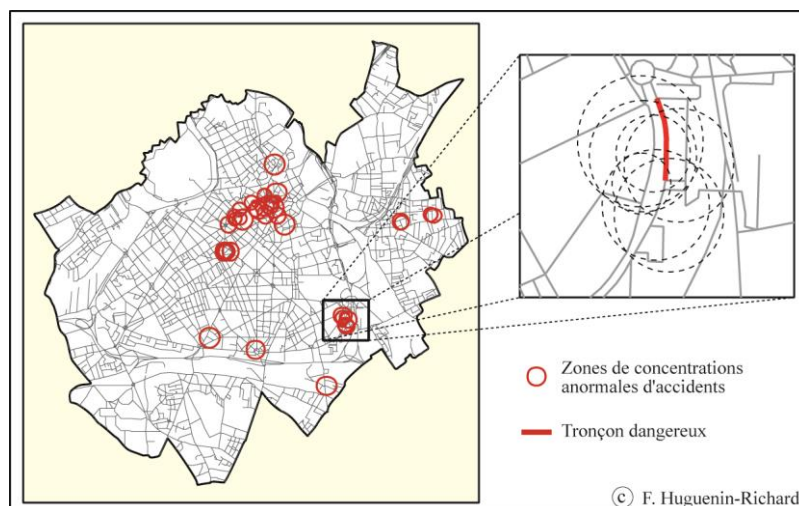 Zones de concentrations
anormales d'accidents
Tronçon dangereux
© F. Huguenin-Richard